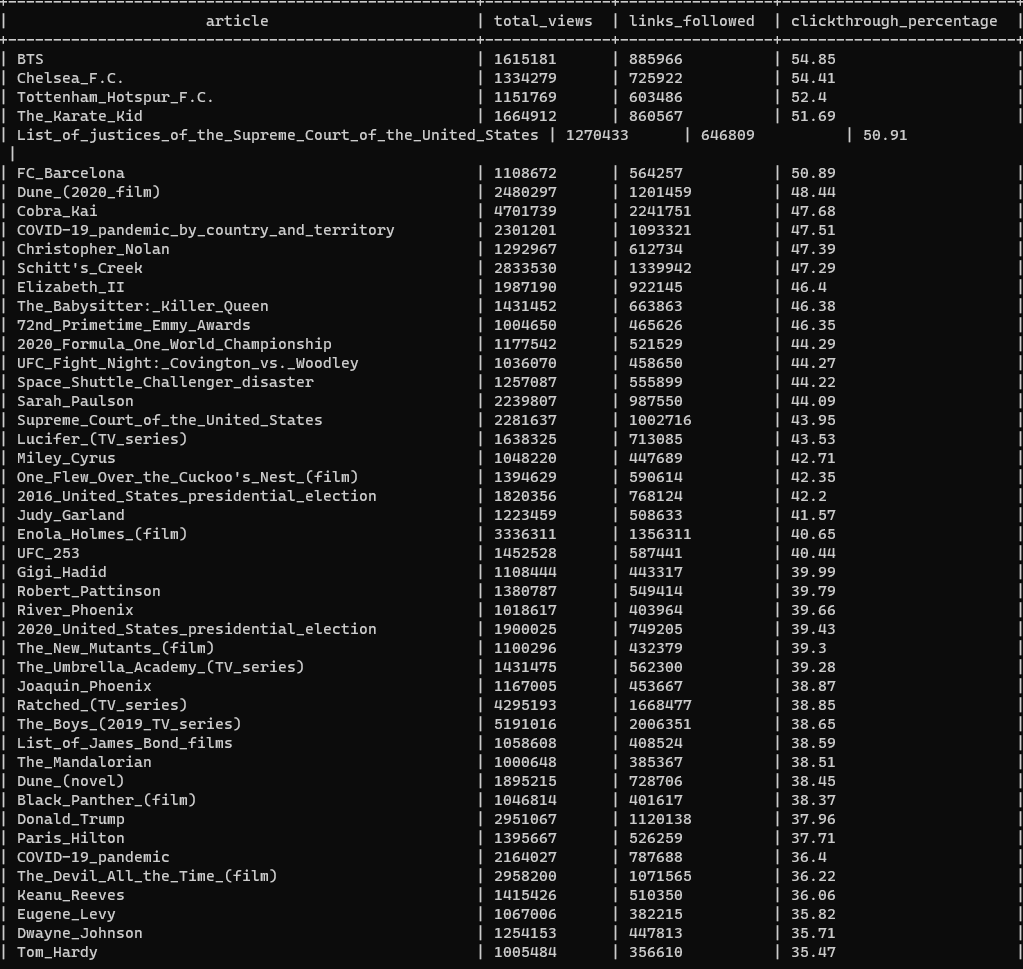 | article | total_views | links_followed | clickthrough_percentage |
| BTS | 1615181 | 885966 | 54.85 |
| Chelsea_F.C. | 1334279 | 725922 | 54.41 |
| Tottenham_Hotspur_F.C. | 1151769 | 603486 | 52.4 |
| The_Karate_Kid | 1664912 | 860567 | 51.69 |
| List_of_justices_of_the_Supreme_Court_of_the_United_States | 1270433 | 646809 | 50.91
|
| FC_Barcelona | 1108672 | 564257 | 50.89 |
| Dune_(2020_film) | 2480297 | 1201459 | 48.44 |
| Cobra_Kai | 4701739 | 2241751 | 47.68 |
| COVID-19_pandemic_by_country_and_territory | 2301201 | 1093321 | 47.51 |
| Christopher_Nolan | 1292967 | 612734 | 47.39 |
| Schitt's_Creek | 2833530 | 1339942 | 47.29 |
| Elizabeth_II | 1987190 | 922145 | 46.4 |
| The_Babysitter:_Killer_Queen | 1431452 | 663863 | 46.38 |
| 72nd_Primetime_Emmy_Awards | 1004650 | 465626 | 46.35 |
| 2020_Formula_One_World_Championship | 1177542 | 521529 | 44.29 |
| UFC_Fight_Night:_Covington_vs._Woodley | 1036070 | 458650 | 44.27 |
| Space_Shuttle_Challenger_disaster | 1257087 | 555899 | 44.22 |
| Sarah_Paulson | 2239807 | 987550 | 44.09 |
| Supreme_Court_of_the_United_States | 2281637 | 1002716 | 43.95 |
| Lucifer_(TV_series) | 1638325 | 713085 | 43.53 |
| Miley_Cyrus | 1048220 | 447689 | 42.71 |
| One_Flew_Over_the_Cuckoo's_Nest_(film) | 1394629 | 590614 | 42.35 |
| 2016_United_States_presidential_election | 1820356 | 768124 | 42.2 |
| Judy_Garland | 1223459 | 508633 | 41.57 |
| Enola_Holmes_(film) | 3336311 | 1356311 | 40.65 |
| UFC_253 | 1452528 | 587441 | 40.44 |
| Gigi_Hadid | 1108444 | 443317 | 39.99 |
| Robert_Pattinson | 1380787 | 549414 | 39.79 |
| River_Phoenix | 1018617 | 403964 | 39.66 |
| 2020_United_States_presidential_election | 1900025 | 749205 | 39.43 |
| The_New_Mutants_(film) | 1100296 | 432379 | 39.3 |
| The_Umbrella_Academy_(TV_series) | 1431475 | 562300 | 39.28 |
| Joaquin_Phoenix | 1167005 | 453667 | 38.87 |
| Ratched_(TV_series) | 4295193 | 1668477 | 38.85 |
| The_Boys_(2019_TV_series) | 5191016 | 2006351 | 38.65 |
| List_of_James_Bond_films | 1058608 | 408524 | 38.59 |
| The_Mandalorian | 1000648 | 385367 | 38.51 |
| Dune_(novel) | 1895215 | 728706 | 38.45 |
| Black_Panther_(film) | 1046814 | 401617 | 38.37 |
| Donald_Trump | 2951067 | 1120138 | 37.96 |
| Paris_Hilton | 1395667 | 526259 | 37.71 |
| COVID-19_pandemic | 2164027 | 787688 | 36.4 |
| The_Devil_All_the_Time_(film) | 2958200 | 1071565 | 36.22 |
| Keanu_Reeves | 1415426 | 510350 | 36.06 |
| Eugene_Levy | 1067006 | 382215 | 35.82 |
| Dwayne_Johnson | 1254153 | 447813 | 35.71 |
| Tom_Hardy | 1005484 | 356610 | 35.47 |